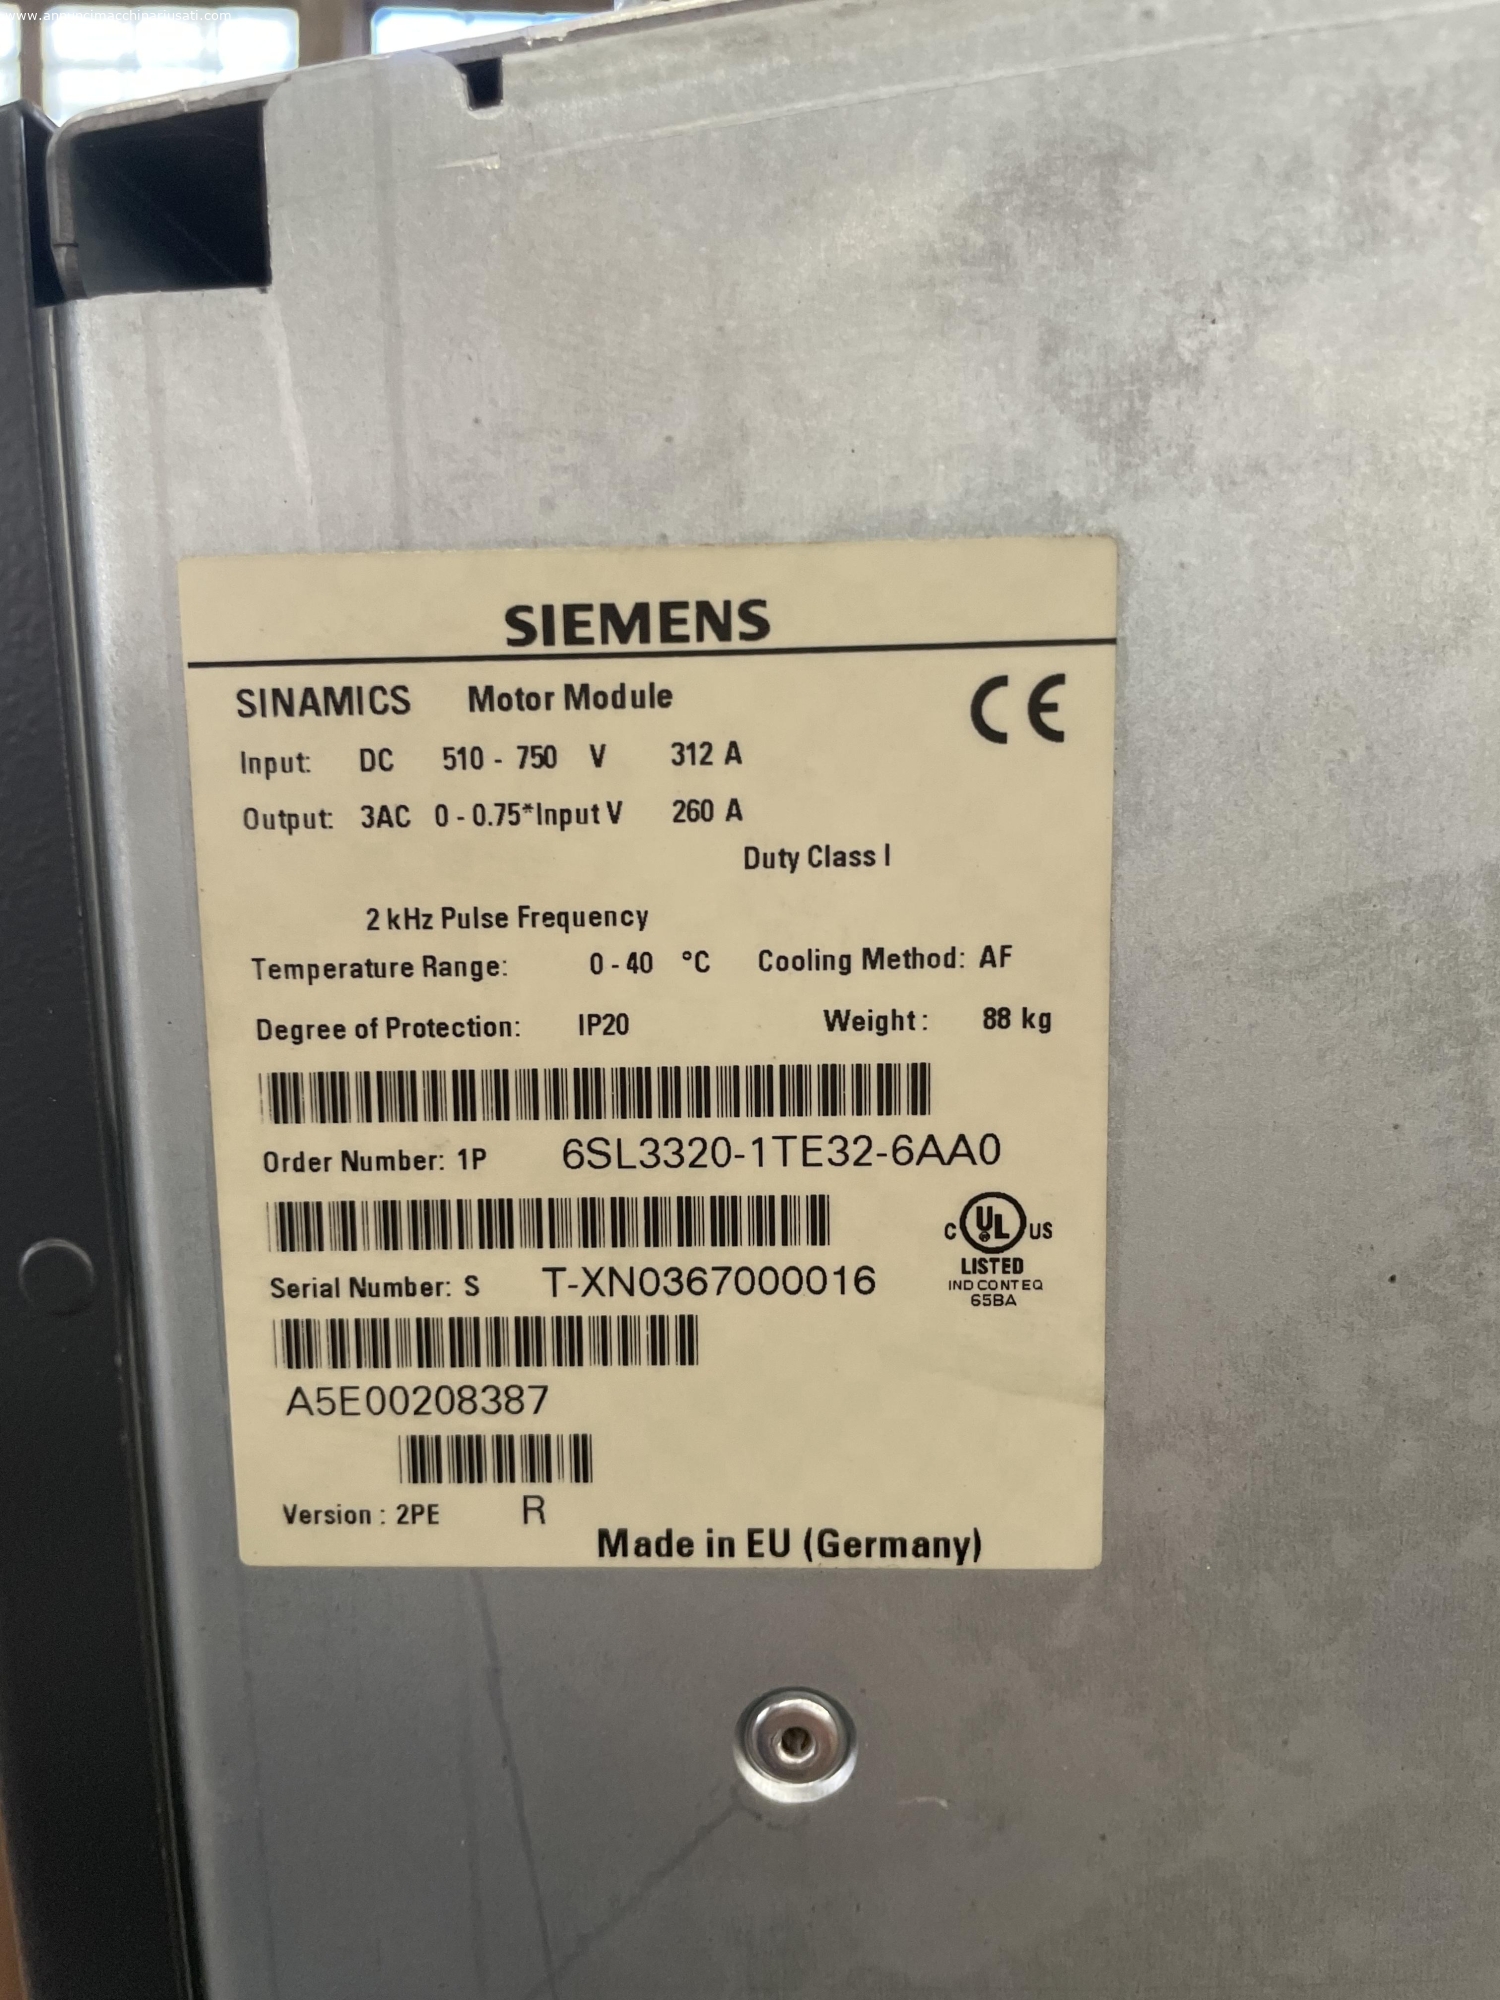 www.annuncimacchinariusati.com
SIEMENS
SINAMICS Motor Module
CE
Input: DC 510 - 750 V 312 A
Output: 3AC 0 - 0.75*Input V 260 A
Duty Class I
2 kHz Pulse Frequency
Temperature Range: 0 - 40 °C Cooling Method: AF
Degree of Protection: IP20 Weight : 88 kg
Order Number: 1P 6SL3320-1TE32-6AA0
C UL ® US
LISTED
IND CONT EQ
65BA
Serial Number: S T-XN0367000016
A5E00208387
Version : 2PE R
Made in EU (Germany)